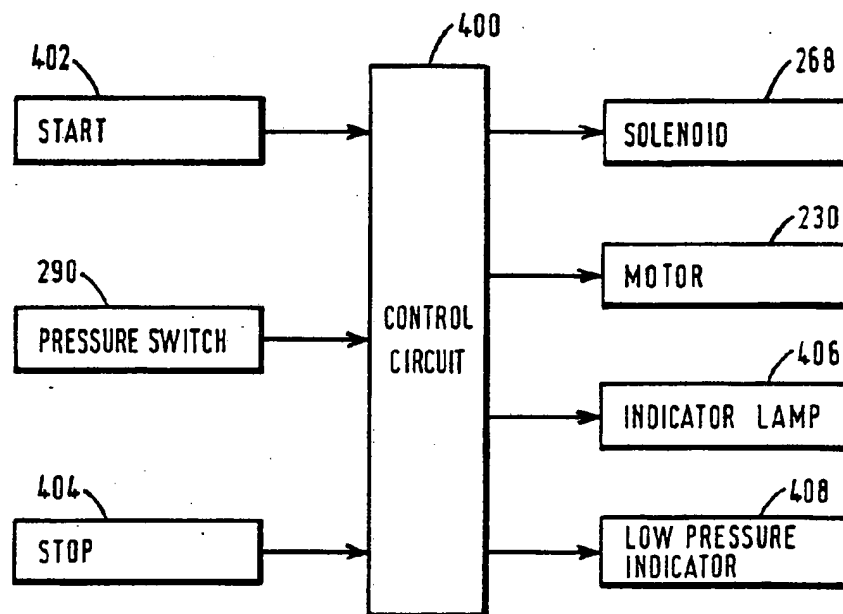 400
402
START
268
SOLENOID
290
PRESSURE SWITCH
230
MOTOR
CONTROL
CIRCUIT
406
INDICATOR LAMP
404
STOP
408
LOW PRESSURE
INDICATOR